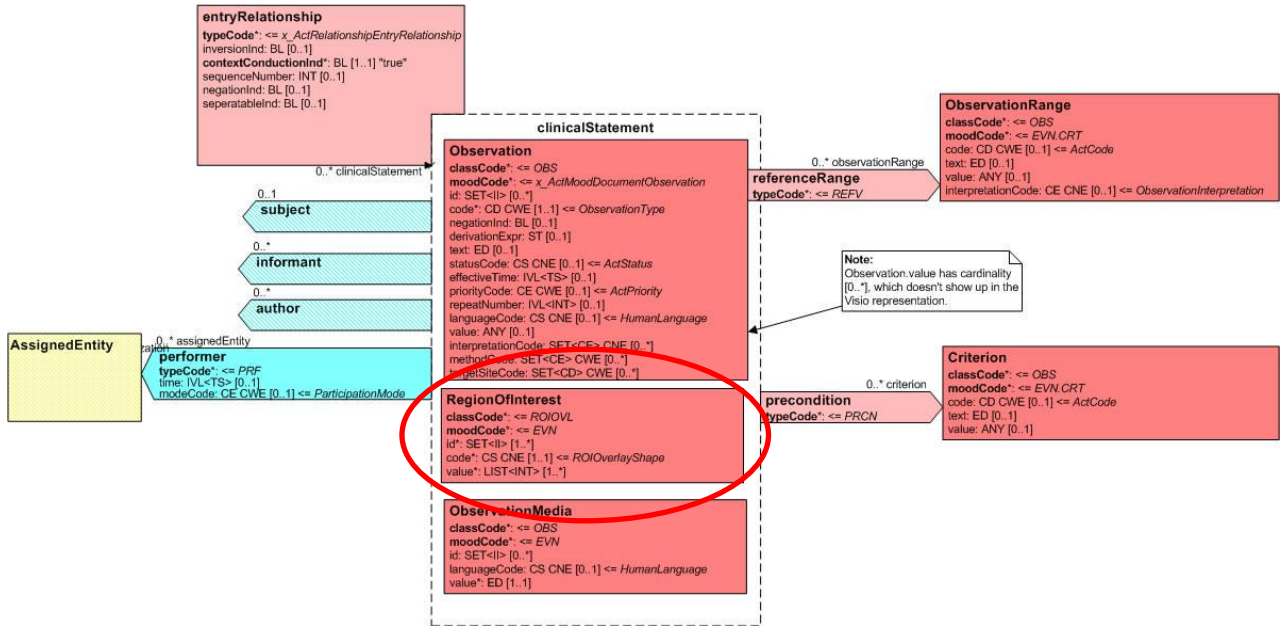 entryRelationship
typeCode*: <= x_ActRelationshipEntryRelationship
inversionInd: BL [0..1]
contextConductionInd*: BL [1..1] "true"
sequenceNumber: INT [0..1]
negationInd: BL [0..1]
seperatableInd: BL [0..1]
0..* clinicalStatement
clinicalStatement
Observation
classCode*: <= OBS
moodCode*: <= x_ActMoodDocumentObservation
id: SET<II> [0..*]
code*: CD CWE [1..1] <= ObservationType
negationInd: BL [0..1]
derivationExpr: ST [0..1]
text: ED [0..1]
statusCode: CS CNE [0..1] <= ActStatus
effectiveTime: IVL<TS> [0..1]
priorityCode: CE CWE [0..1] <= ActPriority
repeatNumber: IVL<INT> [0..1]
languageCode: CS CNE [0..1] <= HumanLanguage
value: ANY [0..1]
interpretationCode: SET<CE> CNE [0..*]
methodCode: SET<CE> CWE [0..*]
targetSiteCode: SET<CD> CWE [0..*]
0..1
subject
0..*
informant
0..*
author
AssignedEntity
0..* assignedEntity
performer
typeCode*: <= PRF
time: IVL<TS> [0..1]
modeCode: CE CWE [0..1] <= ParticipationMode
RegionOfInterest
classCode*: <= ROIOVL
moodCode*: <= EVN
id*: SET<II> [1..*]
code*: CS CNE [1..1] <= ROIOverlayShape
value*: LIST<INT> [1..*]
ObservationMedia
classCode*: <= OBS
moodCode*: <= EVN
id: SET<II> [0..*]
languageCode: CS CNE [0..1] <= HumanLanguage
value*: ED [1..1]
0..* observationRange
referenceRange
typeCode*: <= REFV
ObservationRange
classCode*: <= OBS
moodCode*: <= EVN.CRT
code: CD CWE [0..1] <= ActCode
text: ED [0..1]
value: ANY [0..1]
interpretationCode: CE CNE [0..1] <= ObservationInterpretation
Note:
Observation.value has cardinality
[0..*], which doesn't show up in the
Visio representation.
0..* criterion
precondition
typeCode*: <= PRCN
Criterion
classCode*: <= OBS
moodCode*: <= EVN.CRT
code: CD CWE [0..1] <= ActCode
text: ED [0..1]
value: ANY [0..1]